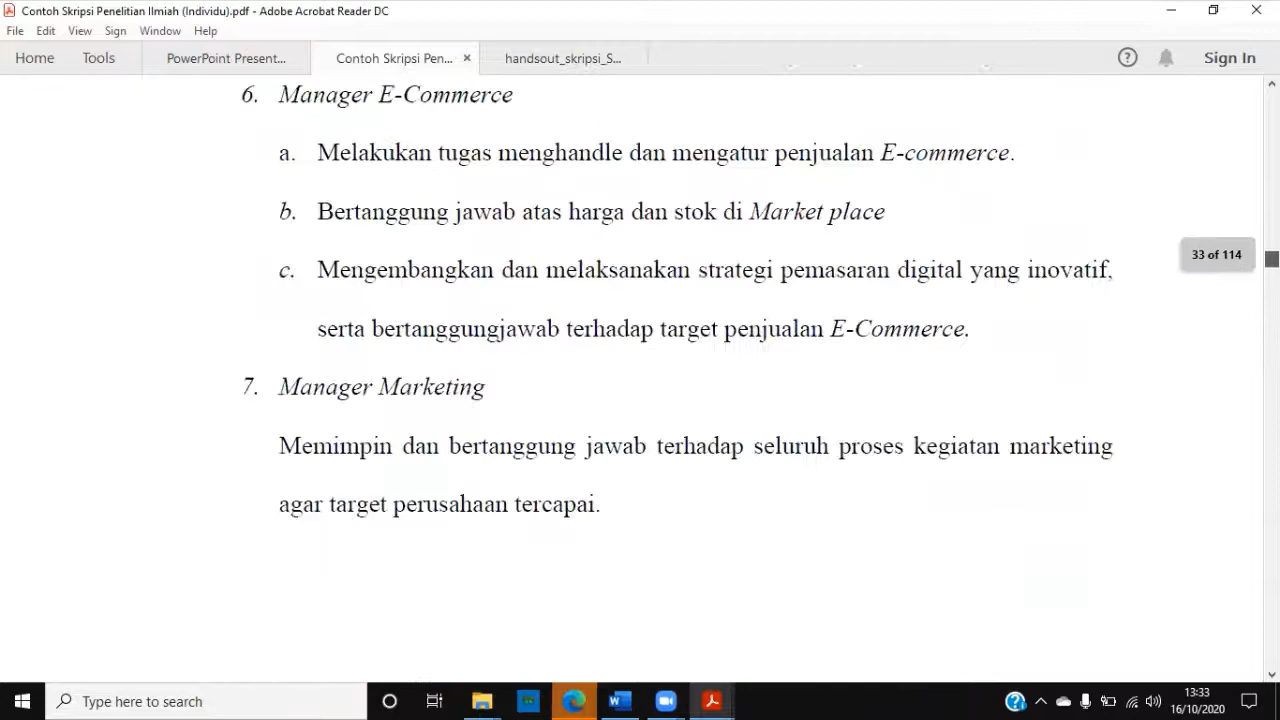 Contoh Skripsi Penelitian Ilmiah (Individu).pdf - Adobe Acrobat Reader DC
File Edit View Sign Window Help
Home Tools PowerPoint Present... Contoh Skripsi Pen... × handsout_skripsi_S... Sign In
6. Manager E-Commerce
a. Melakukan tugas menghandle dan mengatur penjualan E-commerce.
b. Bertanggung jawab atas harga dan stok di Market place
c. Mengembangkan dan melaksanakan strategi pemasaran digital yang inovatif,
33 of 114
serta bertanggungjawab terhadap target penjualan E-Commerce.
7. Manager Marketing
Memimpin dan bertanggung jawab terhadap seluruh proses kegiatan marketing
agar target perusahaan tercapai.
Type here to search
13:33
16/10/2020